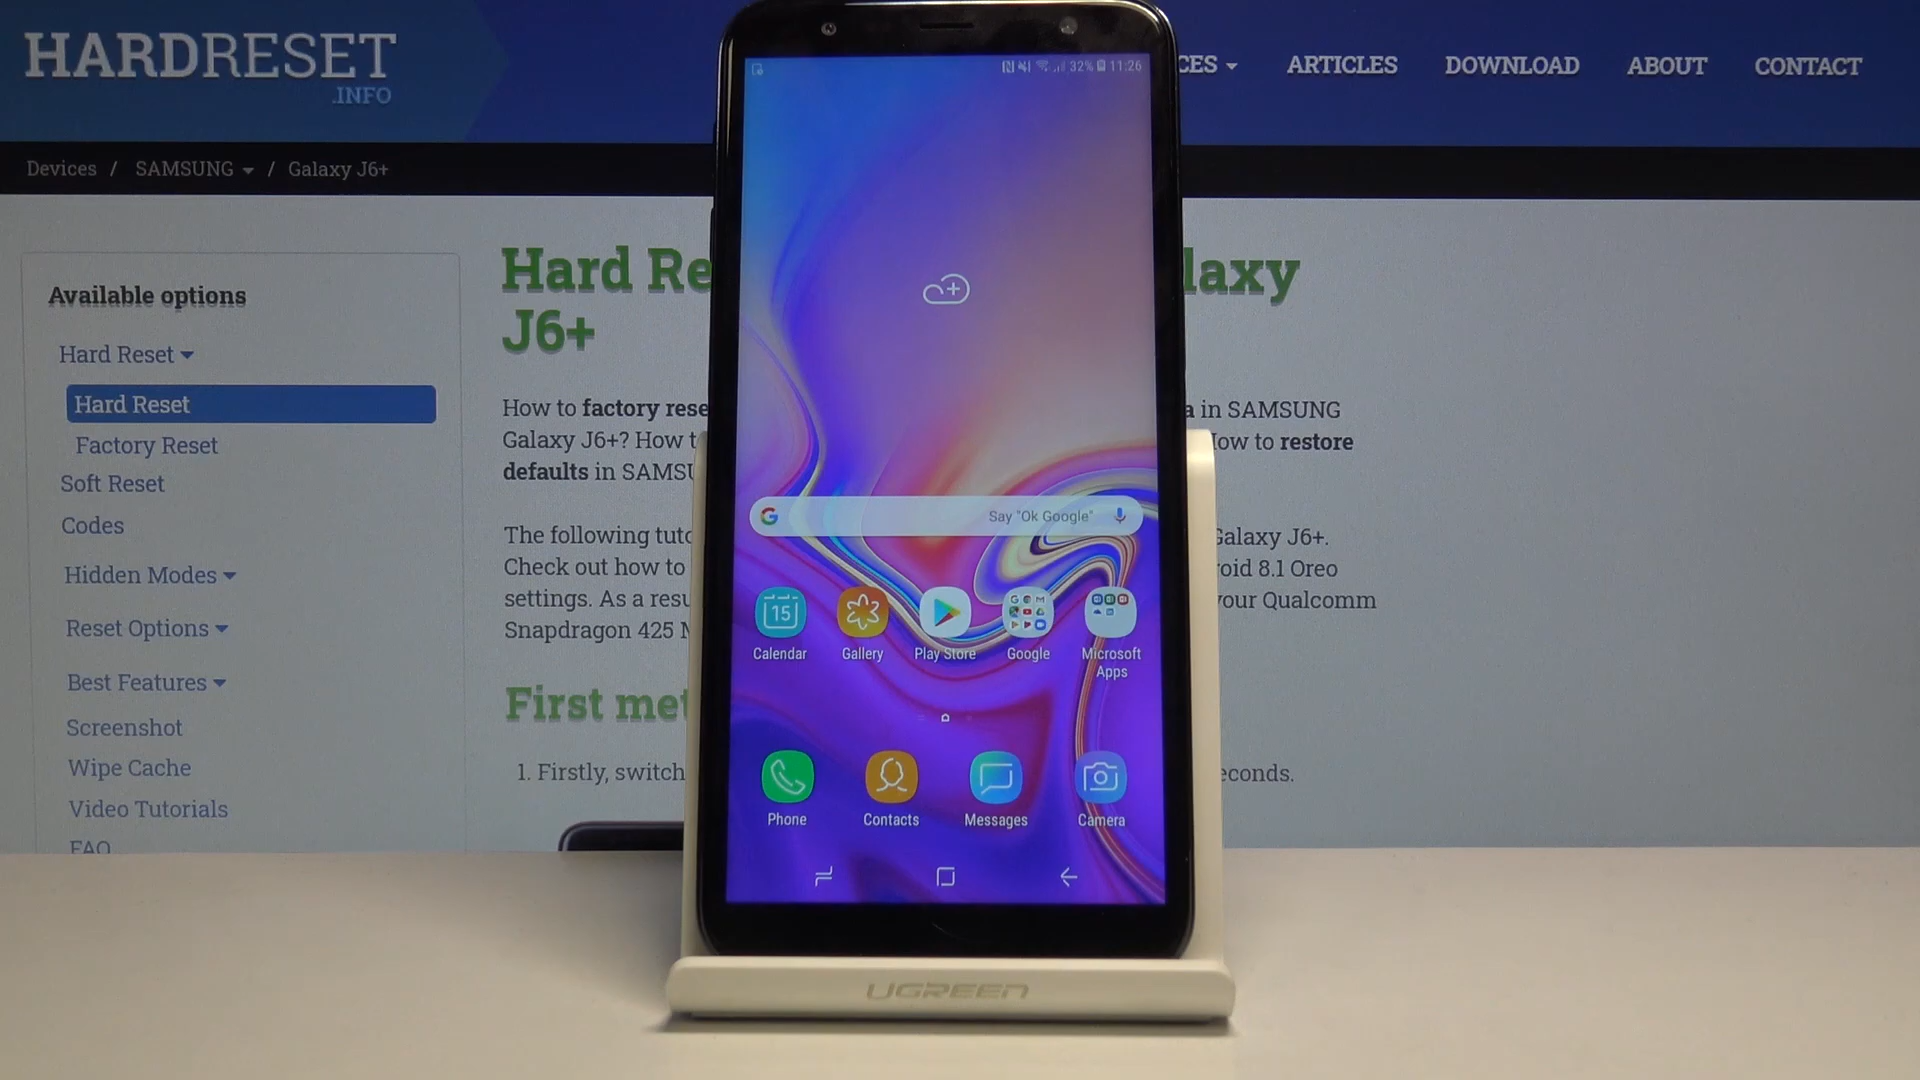 HARDRESET
.INFO
CES
ARTICLES
DOWNLOAD
ABOUT
CONTACT
Devices / SAMSUNG / Galaxy J6+
Available options
Hard Reset
Hard Reset
Factory Reset
Soft Reset
Codes
Hidden Modes
Reset Options
Best Features
Screenshot
Wipe Cache
Video Tutorials
FAQ
Hard Re laxy
J6+
How to factory rese a in SAMSUNG
Galaxy J6+? How t How to restore
defaults in SAMSU
The following tuto Galaxy J6+.
Check out how to roid 8.1 Oreo
settings. As a resu your Qualcomm
Snapdragon 425 M
First met
1. Firstly, switch econds.
32% 11:26
Say "Ok Google"
15
Calendar
Gallery
Play Store
Google
Microsoft
Apps
Phone
Contacts
Messages
Camera
UGREEN